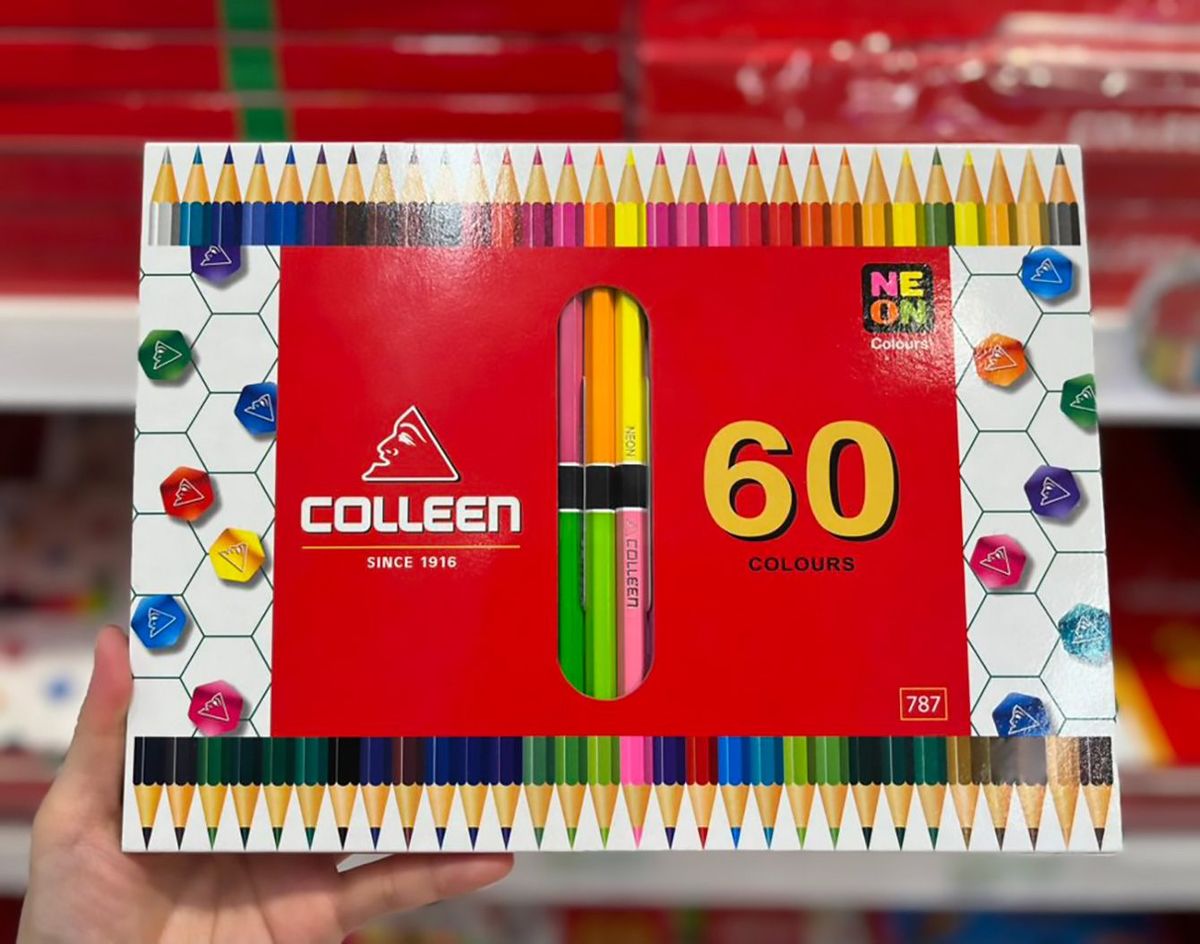 NE
ON
Colours
NEON
COLLEEN
SINCE 1916
COLLEEN
60
COLOURS
787